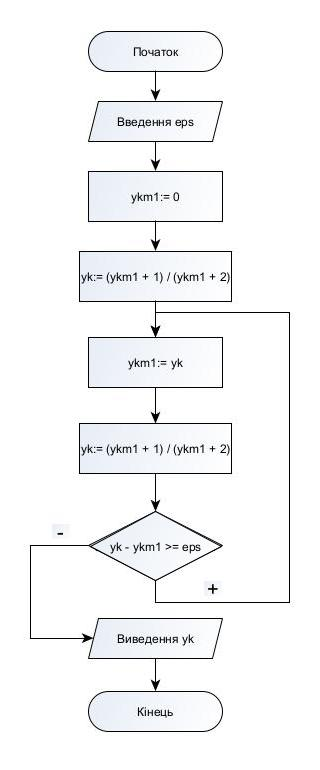 Початок
Введення eps
ykm1:= 0
yk:= (ykm1 + 1) / (ykm1 + 2)
ykm1:= yk
yk:= (ykm1 + 1) / (ykm1 + 2)
-
yk - ykm1 >= eps
+
Виведення yk
Кінець